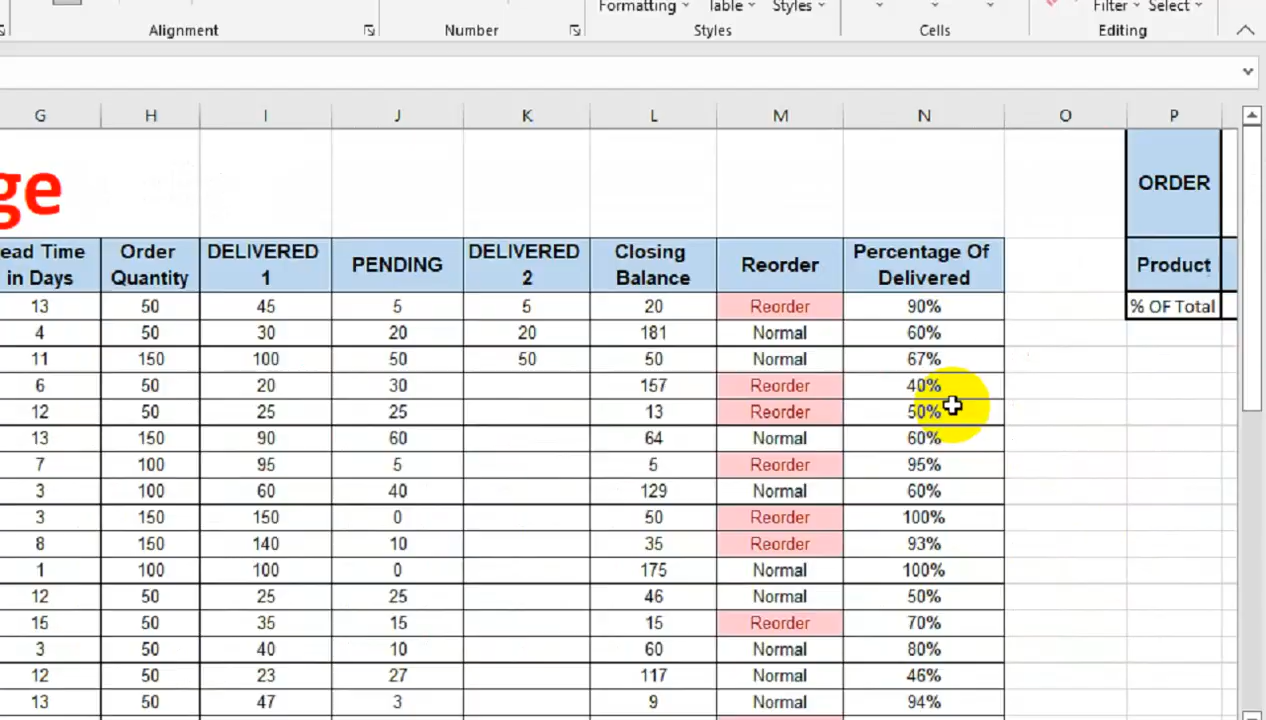 Formatting Table Styles Filter Select
Alignment Number Styles Cells Editing
G H I J K L M N O P
ge ORDER
ead Time in Days Order Quantity DELIVERED 1 PENDING DELIVERED 2 Closing Balance Reorder Percentage Of Delivered Product
13 50 45 5 5 20 Reorder 90% % OF Total
4 50 30 20 20 181 Normal 60%
11 150 100 50 50 50 Normal 67%
6 50 20 30 157 Reorder 40%
12 50 25 25 13 Reorder 50%
13 150 90 60 64 Normal 60%
7 100 95 5 5 Reorder 95%
3 100 60 40 129 Normal 60%
3 150 150 0 50 Reorder 100%
8 150 140 10 35 Reorder 93%
1 100 100 0 175 Normal 100%
12 50 25 25 46 Normal 50%
15 50 35 15 15 Reorder 70%
3 50 40 10 60 Normal 80%
12 50 23 27 117 Normal 46%
13 50 47 3 9 Normal 94%